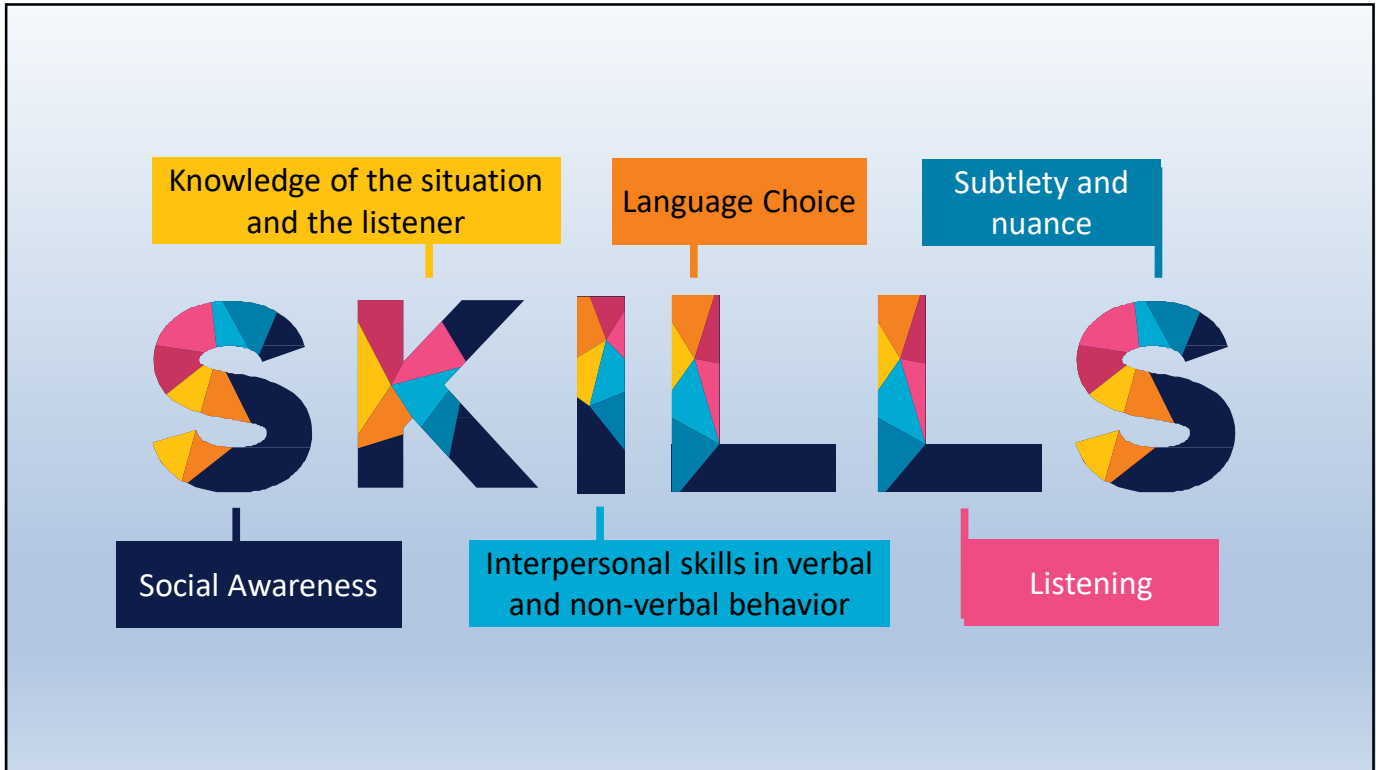 Knowledge of the situation
and the listener
Language Choice
Subtlety and
nuance
SKILLS
Social Awareness
Interpersonal skills in verbal
and non-verbal behavior
Listening